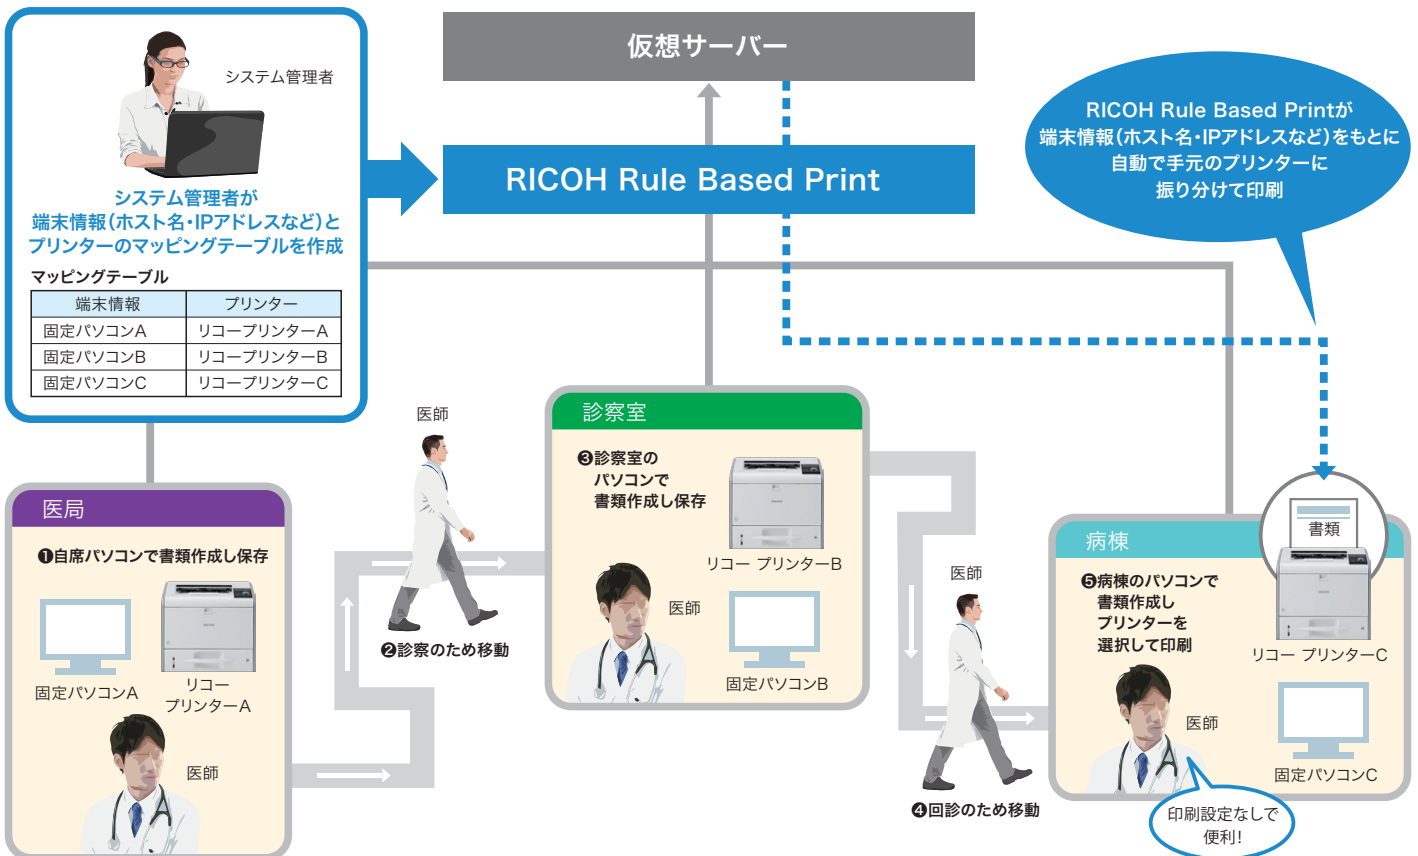 システム管理者
システム管理者が
端末情報(ホスト名・IPアドレスなど)と
プリンターのマッピングテーブルを作成
マッピングテーブル
端末情報 プリンター
固定パソコンA リコープリンターA
固定パソコンB リコープリンターB
固定パソコンC リコープリンターC
仮想サーバー
RICOH Rule Based Print
RICOH Rule Based Printが
端末情報(ホスト名・IPアドレスなど)をもとに
自動で手元のプリンターに
振り分けて印刷
医局
❶自席パソコンで書類作成し保存
固定パソコンA
リコー
プリンターA
医師
医師
❷診察のため移動
診察室
❸診察室の
パソコンで
書類作成し保存
リコー プリンターB
医師
固定パソコンB
医師
❹回診のため移動
病棟
書類
❺病棟のパソコンで
書類作成し
プリンターを
選択して印刷
リコー プリンターC
医師
固定パソコンC
印刷設定なしで
便利!